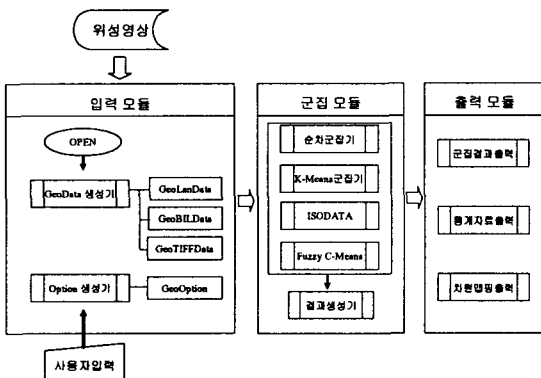 위성영상
입력 모듈
OPEN
GeoData 생성기
GeoLanData
GeoBILData
GeoTIFFData
Option 생성기
GeoOption
사용자입력
군집 모듈
순차군집기
K-Means군집기
ISODATA
Fuzzy C-Means
결과생성기
출력 모듈
군집결과출력
통계자료출력
차원맵핑출력